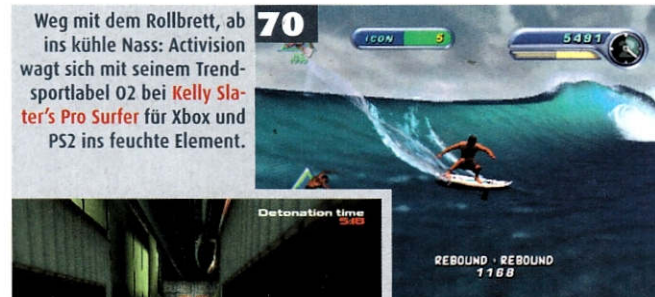 Weg mit dem Rollbrett, ab
ins kühle Nass: Activision
wagt sich mit seinem Trend-
sportlabel O2 bei Kelly Sla-
ter's Pro Surfer für Xbox und
PS2 ins feuchte Element.
70
ICON 5
5491
REBOUND + REBOUND
1168
Detonation time
5:18